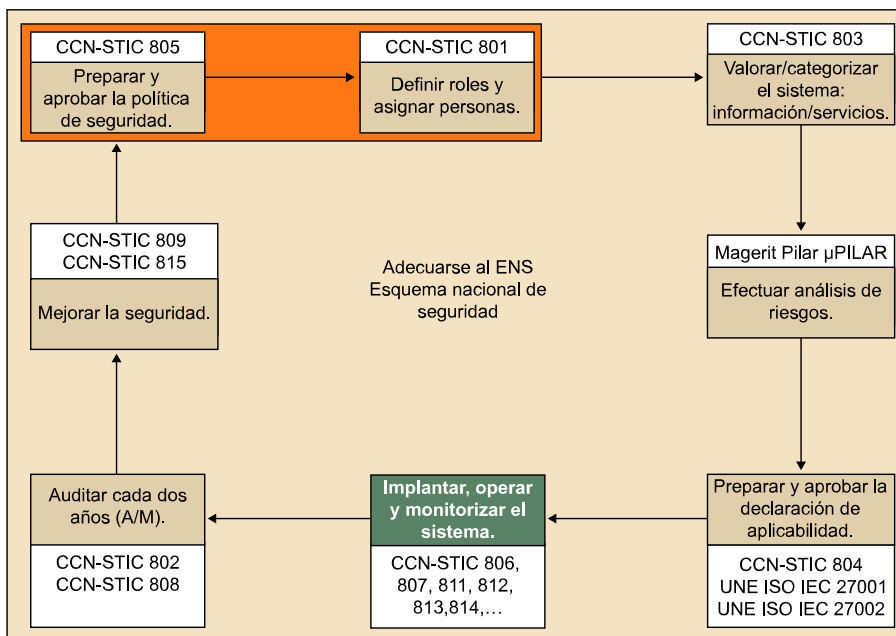 CCN-STIC 805
Preparar y
aprobar la política
de seguridad.
CCN-STIC 801
Definir roles y
asignar personas.
CCN-STIC 803
Valorar/categorizar
el sistema:
información/servicios.
CCN-STIC 809
CCN-STIC 815
Mejorar la seguridad.
Adecuarse al ENS
Esquema nacional de
seguridad
Magerit Pilar µPILAR
Efectuar análisis de
riesgos.
Auditar cada dos
años (A/M).
CCN-STIC 802
CCN-STIC 808
Implantar, operar
y monitorizar el
sistema.
CCN-STIC 806,
807, 811, 812,
813,814,…
Preparar y aprobar la
declaración de
aplicabilidad.
CCN-STIC 804
UNE ISO IEC 27001
UNE ISO IEC 27002